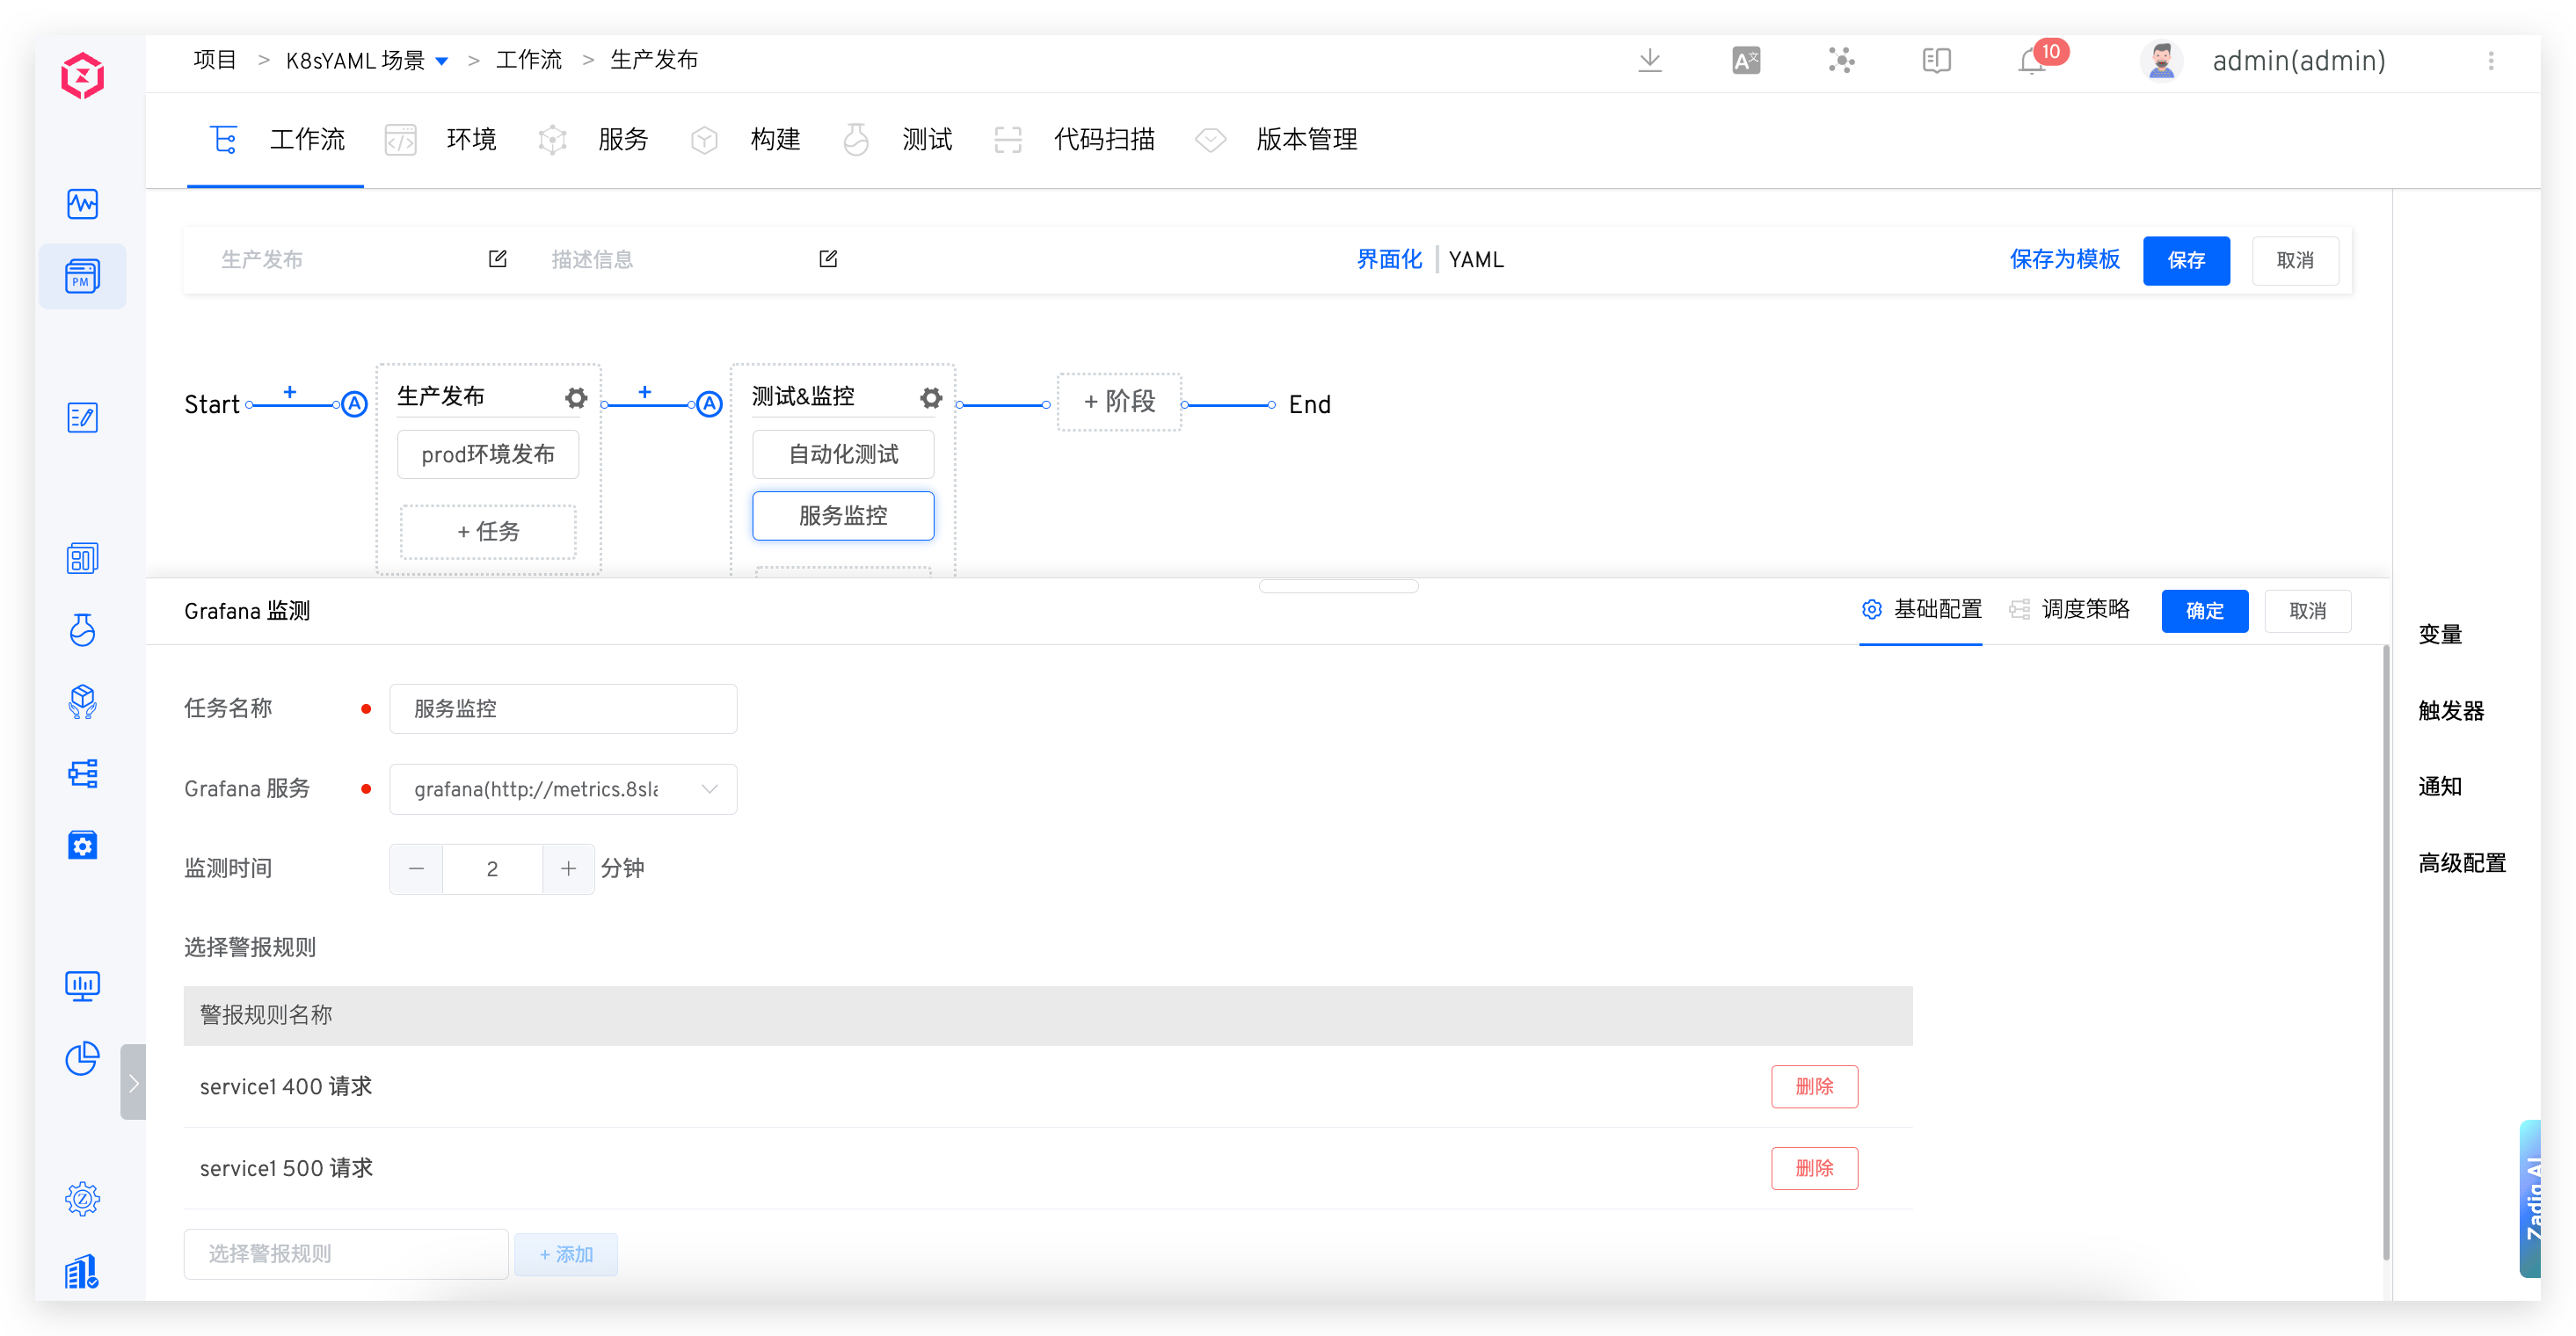 项目 > K8sYAML 场景 > 工作流 > 生产发布
10
admin(admin)
工作流 环境 服务 构建 测试 代码扫描 版本管理
PM
生产发布 描述信息 界面化 YAML 保存为模板 保存 取消
Start + A 生产发布 + A 测试&监控 + 阶段 End
prod环境发布 自动化测试
服务监控
+ 任务
Grafana 监测 基础配置 调度策略 确定 取消
变量
触发器
通知
高级配置
任务名称 服务监控
Grafana 服务 grafana(http://metrics.8sla
监测时间 − 2 + 分钟
选择警报规则
警报规则名称
service1 400 请求 删除
service1 500 请求 删除
选择警报规则 + 添加
Zadig AI